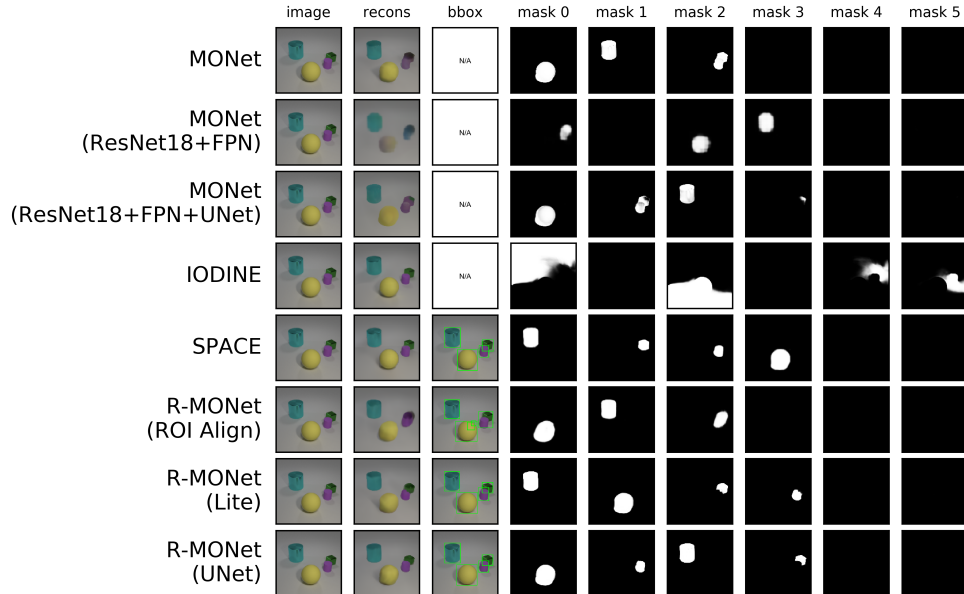 image recons bbox mask 0 mask 1 mask 2 mask 3 mask 4 mask 5
MONet N/A
MONet
(ResNet18+FPN) N/A
MONet
(ResNet18+FPN+UNet) N/A
IODINE N/A
SPACE
R-MONet
(ROI Align)
R-MONet
(Lite)
R-MONet
(UNet)